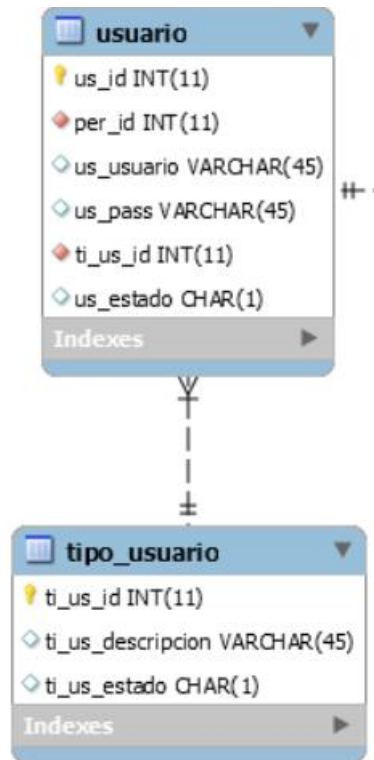 usuario
us_id INT(11)
per_id INT(11)
us_usuario VARCHAR(45)
us_pass VARCHAR(45)
ti_us_id INT(11)
us_estado CHAR(1)
Indexes
tipo_usuario
ti_us_id INT(11)
ti_us_descripcion VARCHAR(45)
ti_us_estado CHAR(1)
Indexes